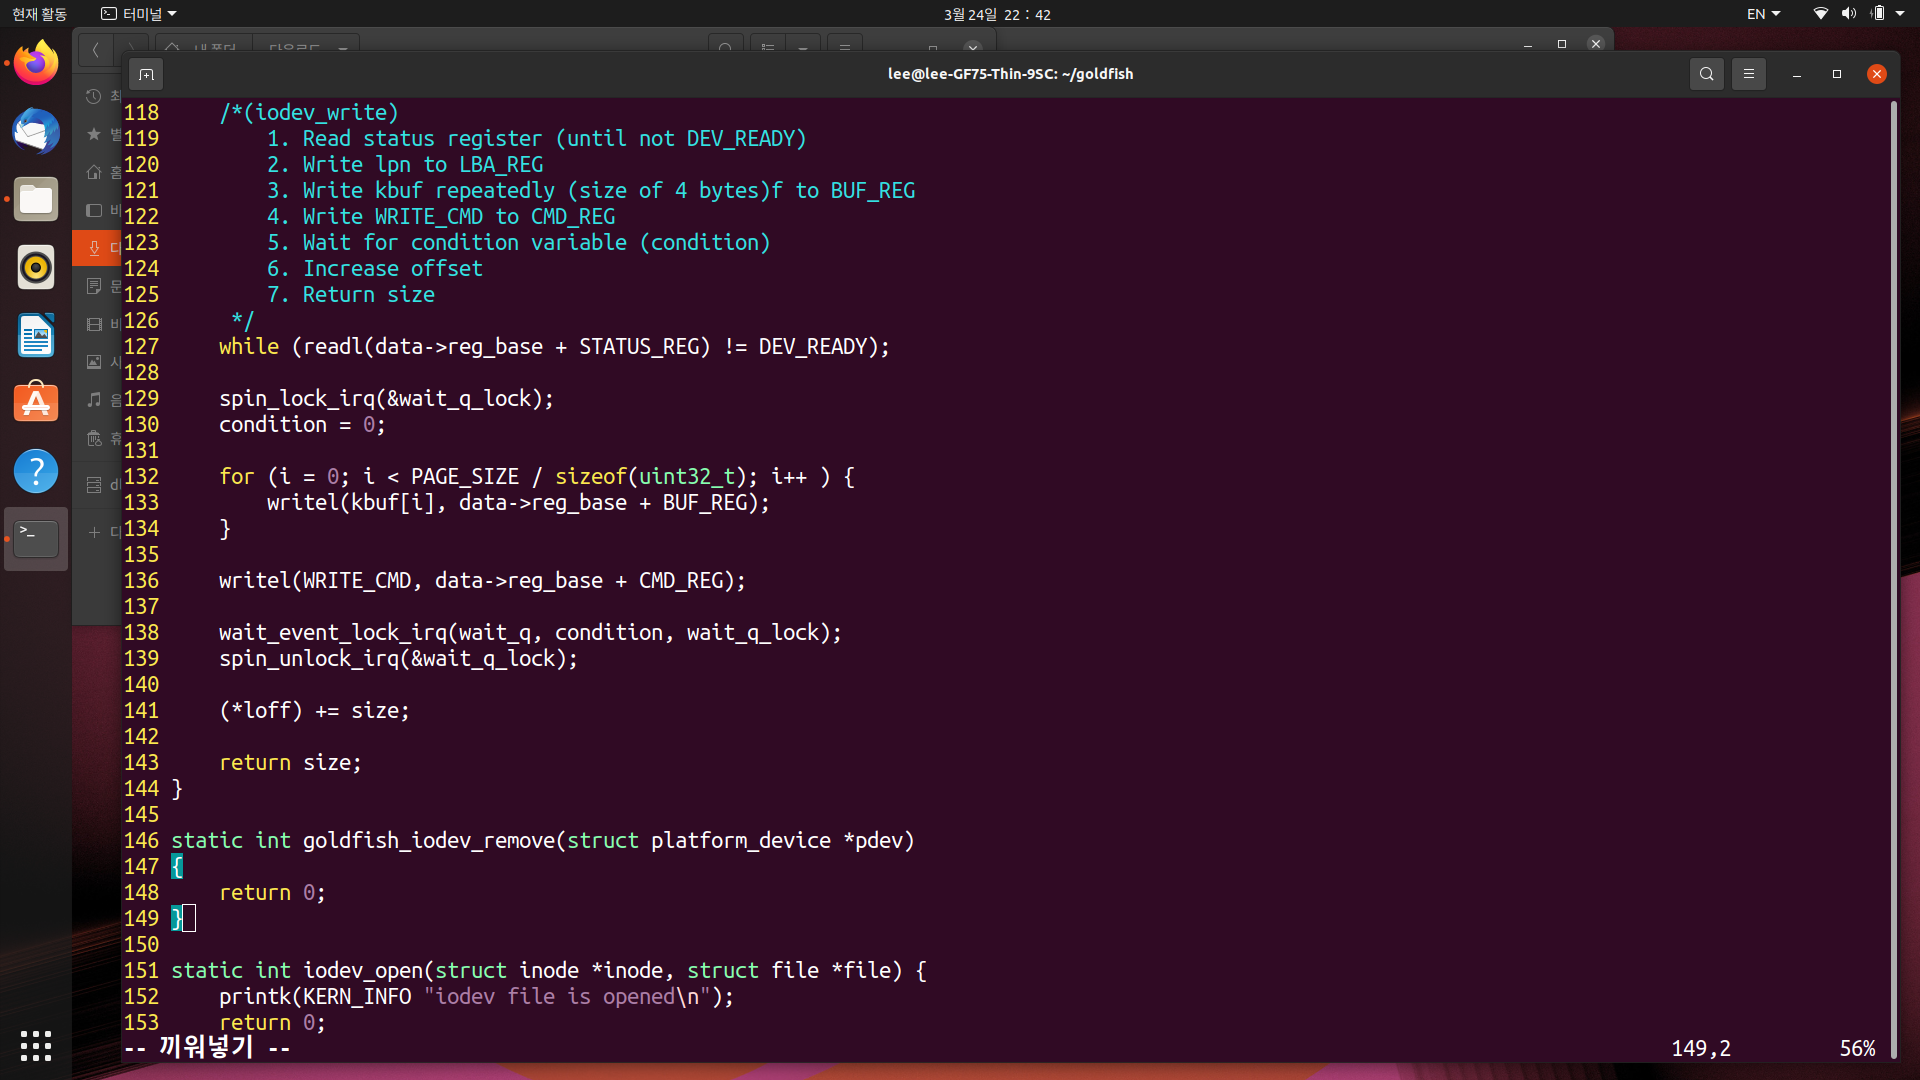 현재 활동
터미널
3월 24일 22 : 42
EN
내 폴더
다운로드
lee@lee-GF75-Thin-9SC: ~/goldfish
118     /*(iodev_write)
119         1. Read status register (until not DEV_READY)
120         2. Write lpn to LBA_REG
121         3. Write kbuf repeatedly (size of 4 bytes)f to BUF_REG
122         4. Write WRITE_CMD to CMD_REG
123         5. Wait for condition variable (condition)
124         6. Increase offset
125         7. Return size
126      */
127     while (readl(data->reg_base + STATUS_REG) != DEV_READY);
128
129     spin_lock_irq(&wait_q_lock);
130     condition = 0;
131
132     for (i = 0; i < PAGE_SIZE / sizeof(uint32_t); i++ ) {
133         writel(kbuf[i], data->reg_base + BUF_REG);
134     }
135
136     writel(WRITE_CMD, data->reg_base + CMD_REG);
137
138     wait_event_lock_irq(wait_q, condition, wait_q_lock);
139     spin_unlock_irq(&wait_q_lock);
140
141     (*loff) += size;
142
143     return size;
144 }
145
146 static int goldfish_iodev_remove(struct platform_device *pdev)
147 {
148     return 0;
149 }
150
151 static int iodev_open(struct inode *inode, struct file *file) {
152     printk(KERN_INFO "iodev file is opened\n");
153     return 0;
-- 끼워넣기 --
149,2
56%